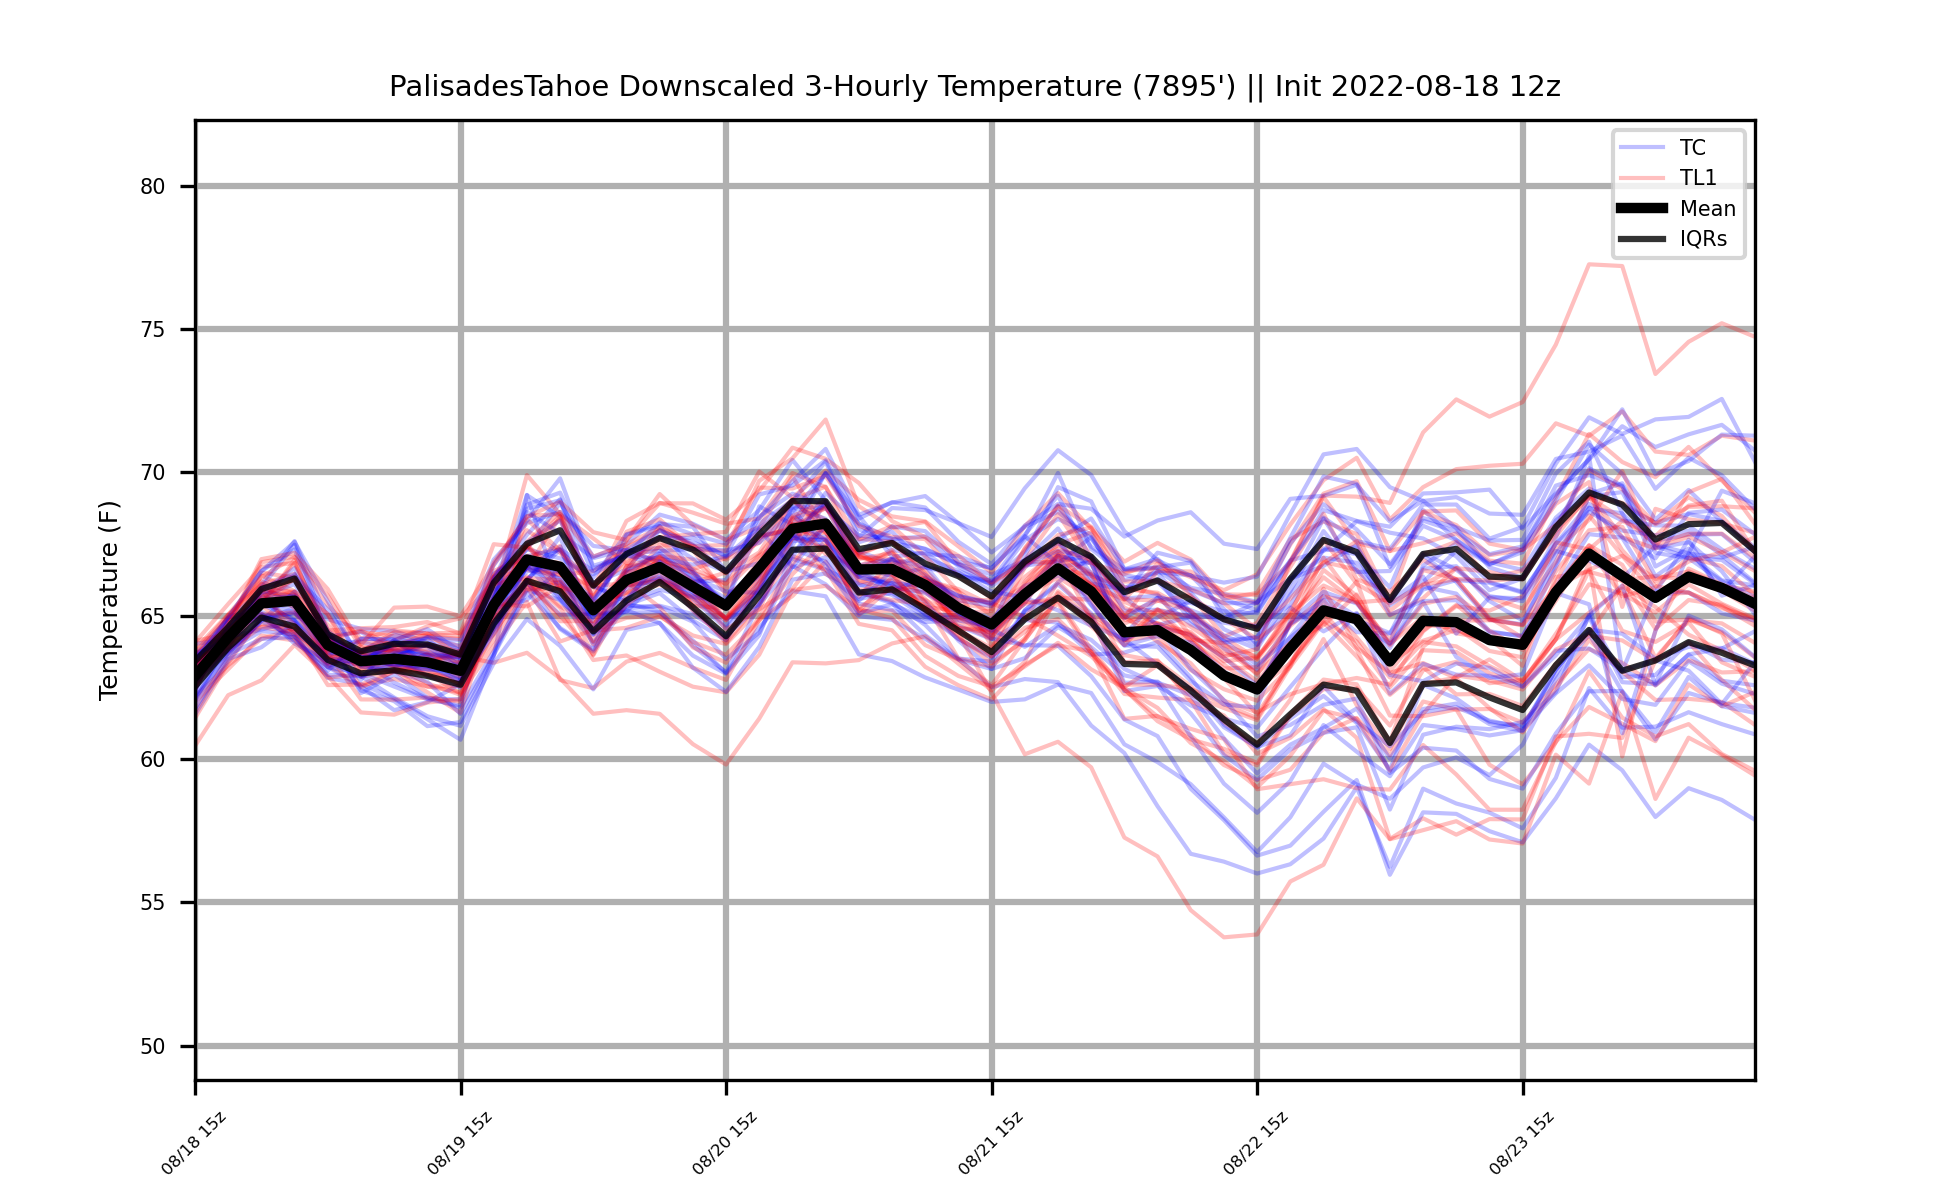 PalisadesTahoe Downscaled 3-Hourly Temperature (7895') || Init 2022-08-18 12z
TC
TL1
Mean
IQRs
Temperature (F)
80
75
70
65
60
55
50
08/18 15z
08/19 15z
08/20 15z
08/21 15z
08/22 15z
08/23 15z